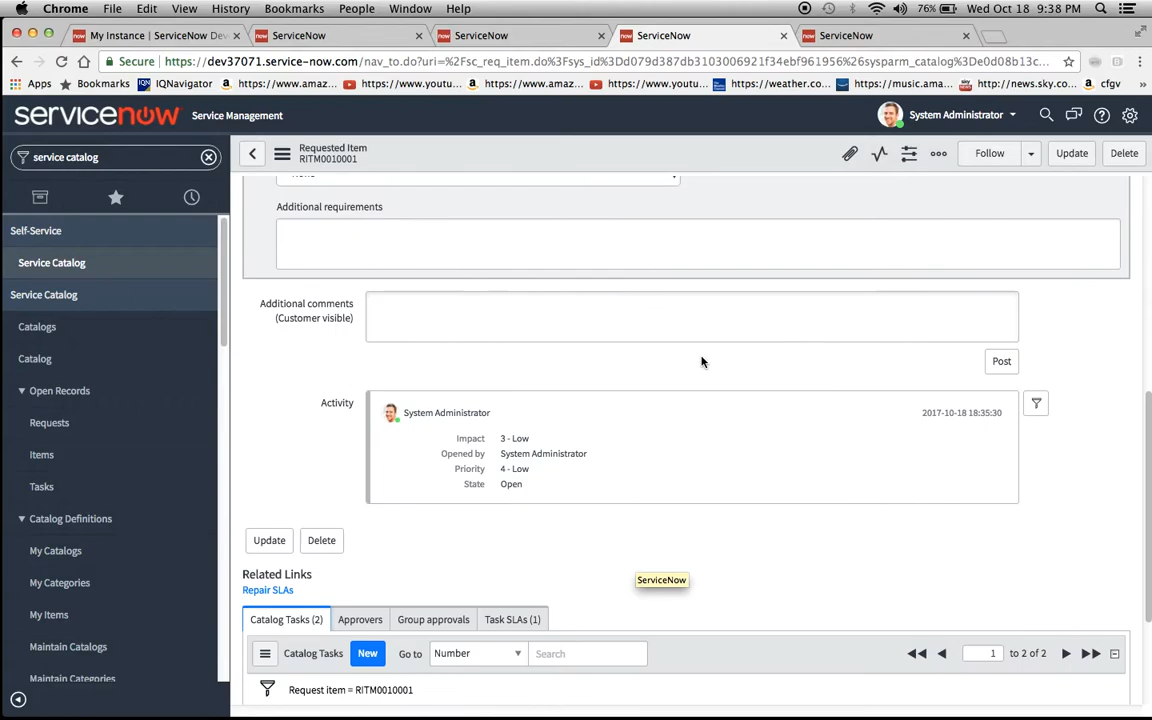 Chrome File Edit View History Bookmarks People Window Help 76% Wed Oct 18 9:38 PM
My Instance | ServiceNow Dev ServiceNow ServiceNow ServiceNow ServiceNow
Secure https://dev37071.service-now.com/nav_to.do?uri=%2Fsc_req_item.do%3Fsys_id%3Dd079d387db3103006921f34ebf961956%26sysparm_catalog%3De0d08b13c...
Apps Bookmarks IQNavigator https://www.amaz... https://www.youtu... https://www.amaz... https://www.youtu... https://weather.co... https://music.ama... http://news.sky.co... cfgv
servicenow Service Management System Administrator
service catalog
Requested Item
RITM0010001
Follow Update Delete
Self-Service
Service Catalog
Service Catalog
Catalogs
Catalog
Open Records
Requests
Items
Tasks
Catalog Definitions
My Catalogs
My Categories
My Items
Maintain Catalogs
Maintain Categories
Additional requirements
Additional comments
(Customer visible)
Post
Activity
System Administrator 2017-10-18 18:35:30
Impact 3 - Low
Opened by System Administrator
Priority 4 - Low
State Open
Update Delete
Related Links
ServiceNow
Repair SLAs
Catalog Tasks (2) Approvers Group approvals Task SLAs (1)
Catalog Tasks New Go to Number Search 1 to 2 of 2
Request item = RITM0010001